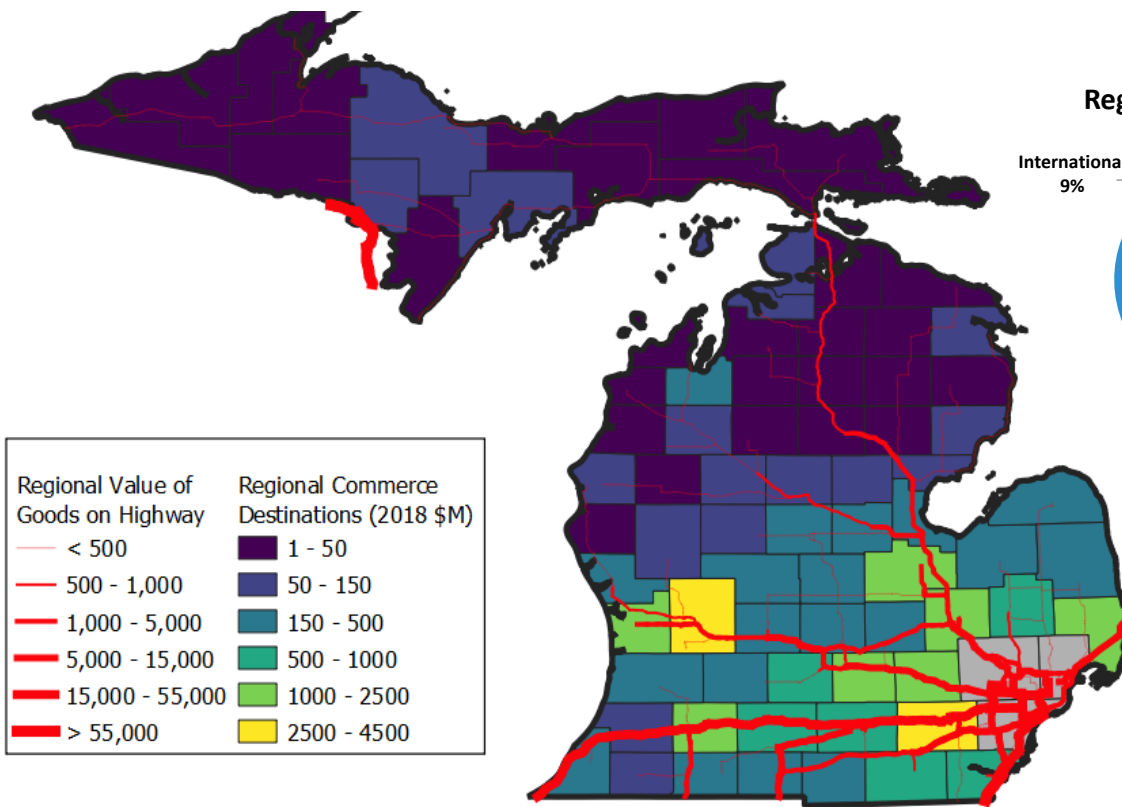 Reg
Internationa
9%
Regional Value of
Goods on Highway
< 500
500 - 1,000
1,000 - 5,000
5,000 - 15,000
15,000 - 55,000
> 55,000
Regional Commerce
Destinations (2018 $M)
1 - 50
50 - 150
150 - 500
500 - 1000
1000 - 2500
2500 - 4500